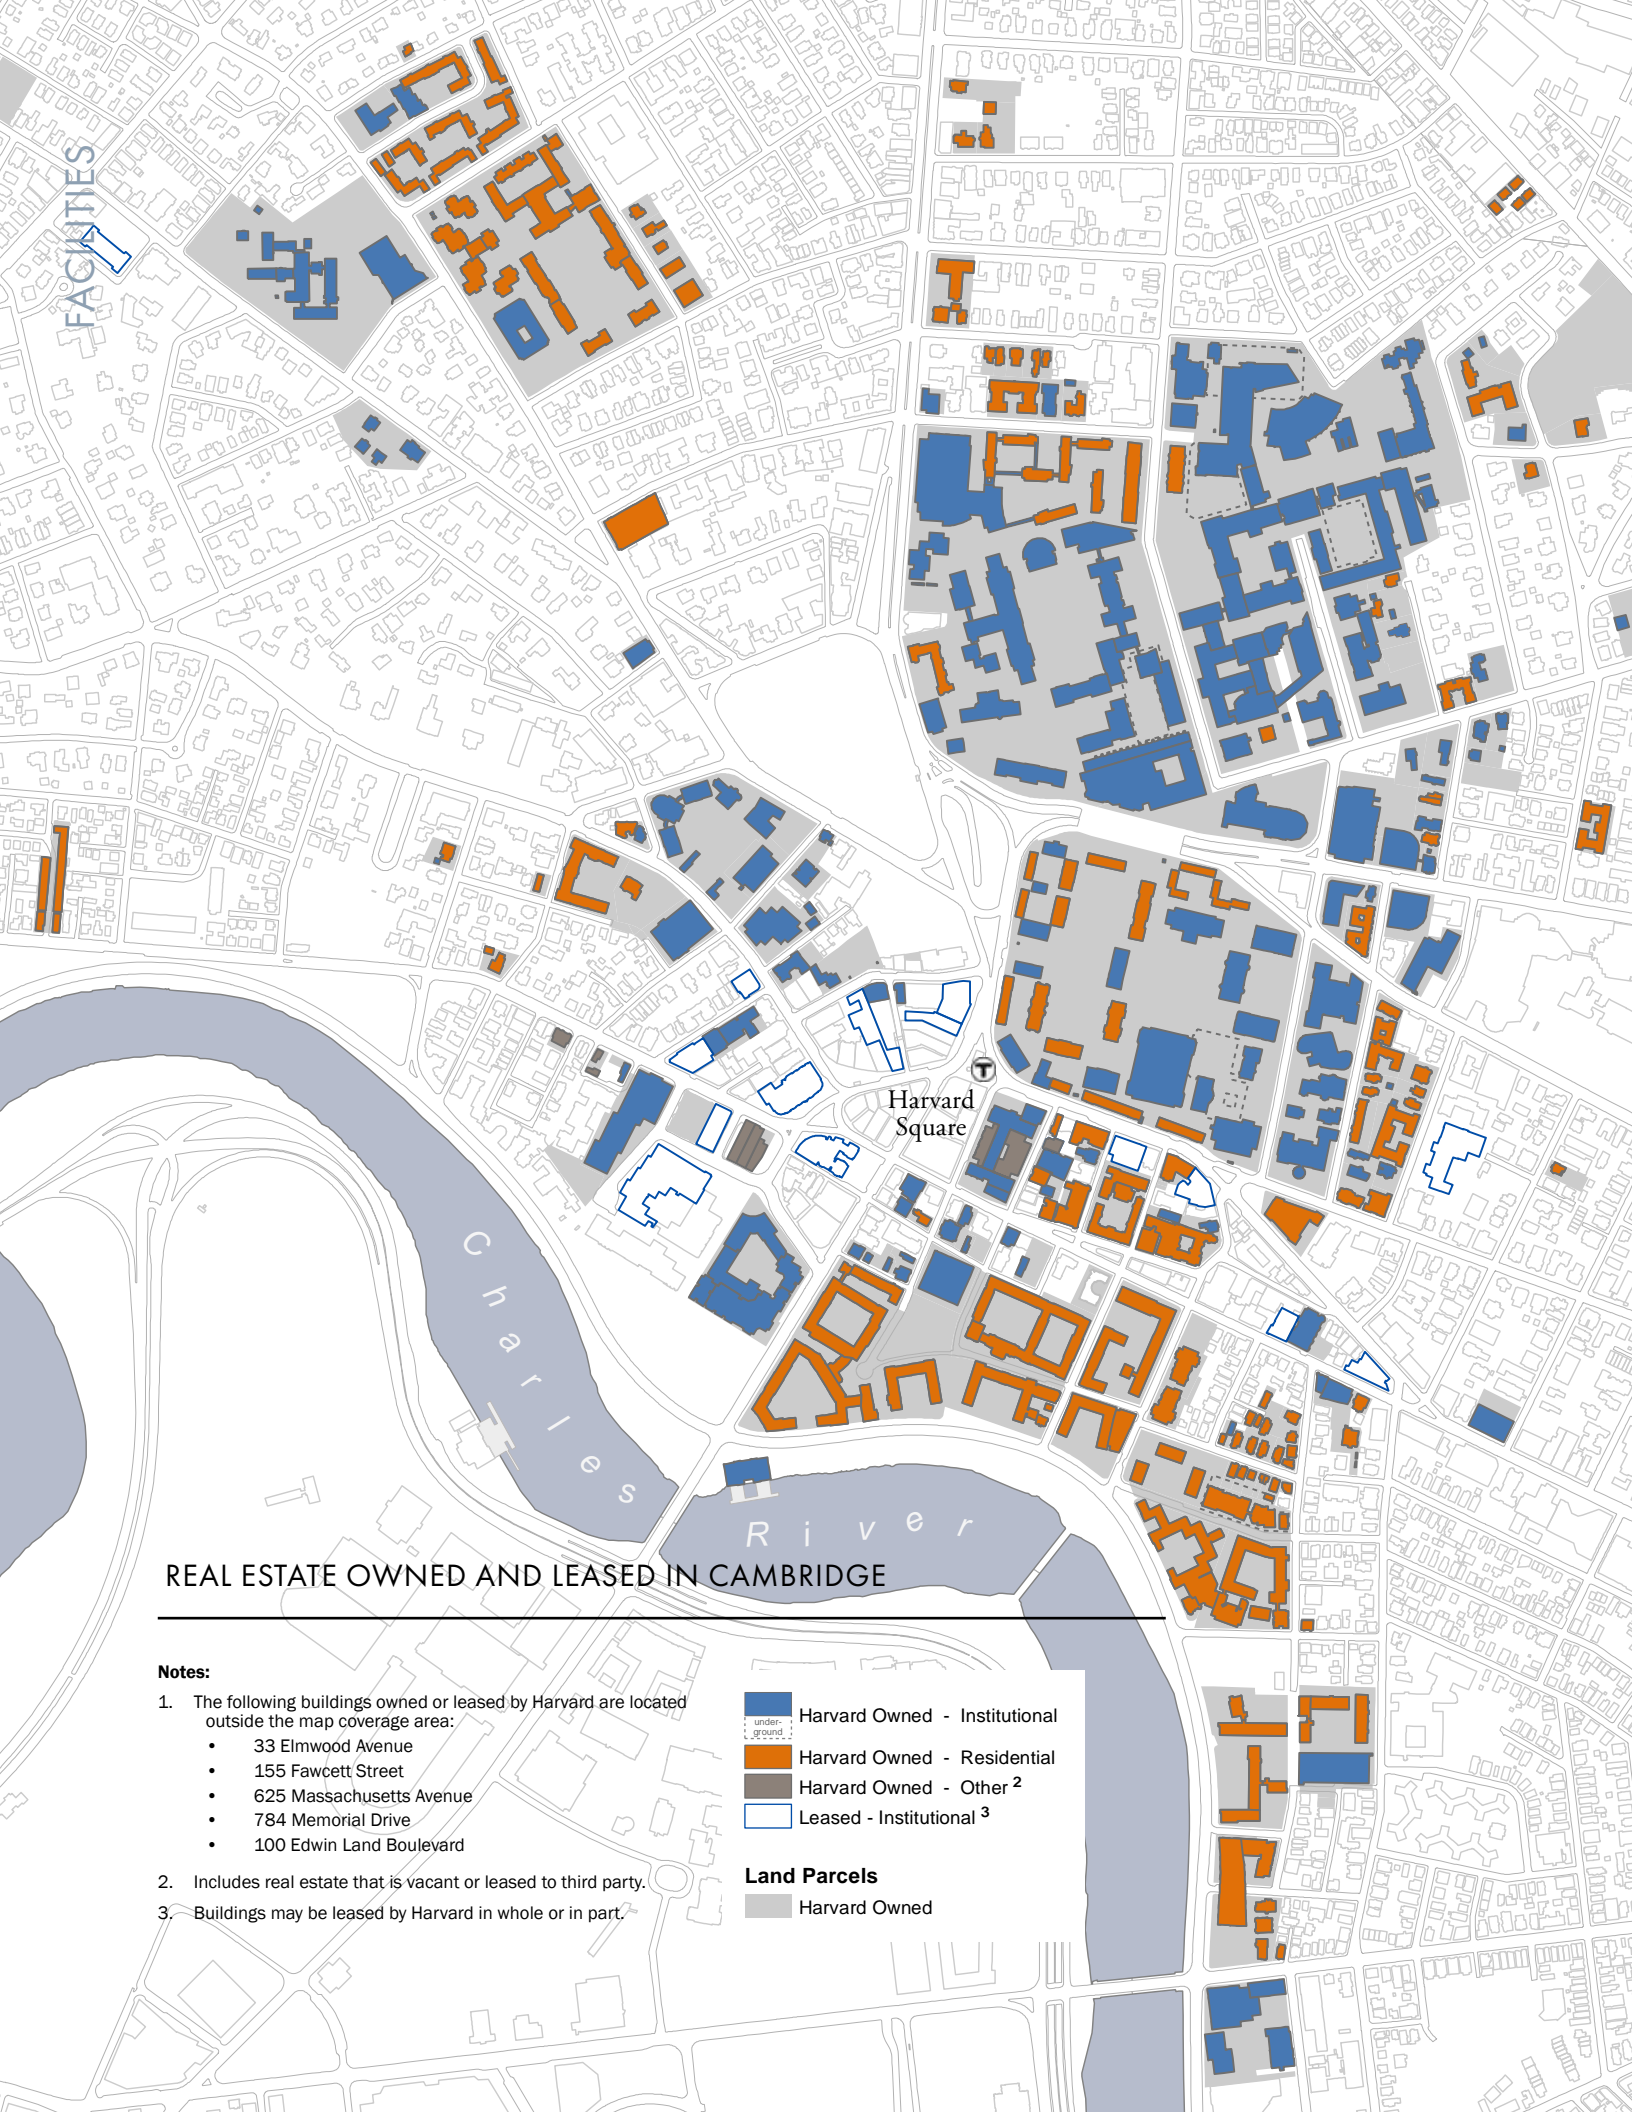 FACILITIES
T
Harvard
Square
Charles
River
REAL ESTATE OWNED AND LEASED IN CAMBRIDGE
Notes:
1. The following buildings owned or leased by Harvard are located
outside the map coverage area:
• 33 Elmwood Avenue
• 155 Fawcett Street
• 625 Massachusetts Avenue
• 784 Memorial Drive
• 100 Edwin Land Boulevard
2. Includes real estate that is vacant or leased to third party.
3. Buildings may be leased by Harvard in whole or in part.
Harvard Owned - Institutional
under-
ground
Harvard Owned - Residential
Harvard Owned - Other 2
Leased - Institutional 3
Land Parcels
Harvard Owned